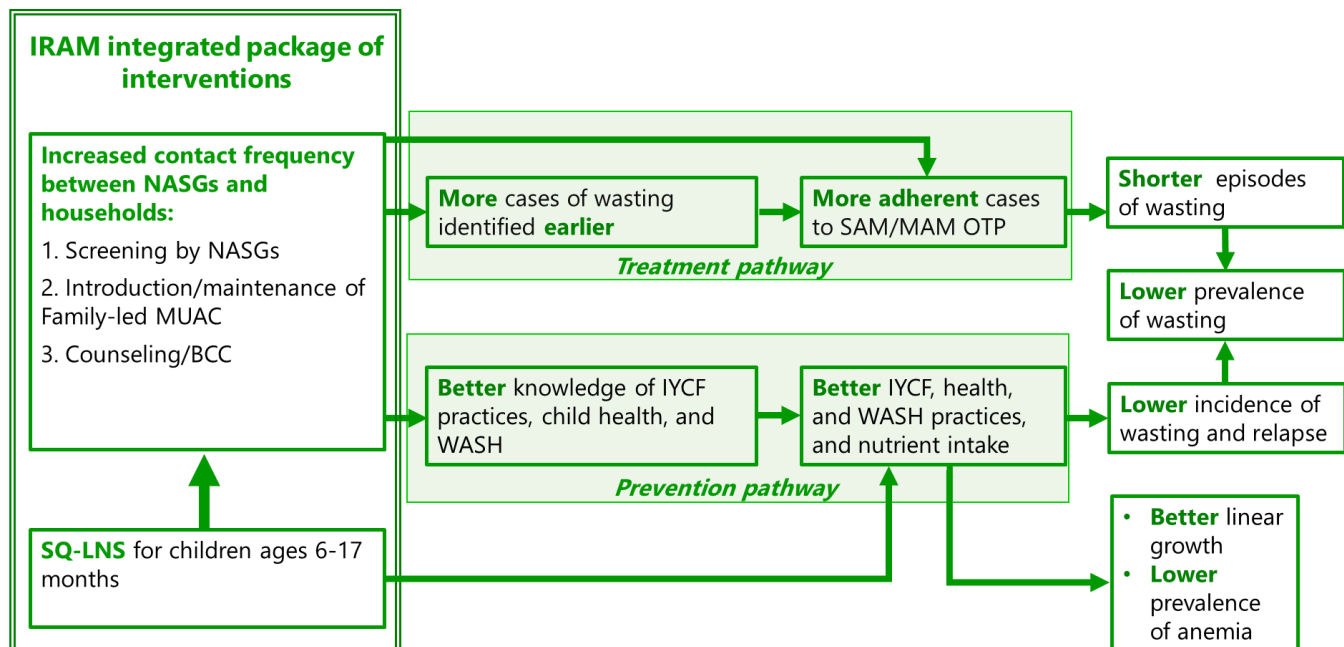 IRAM integrated package of
interventions
Increased contact frequency
between NASGs and
households:
1. Screening by NASGs
2. Introduction/maintenance of
Family-led MUAC
3. Counseling/BCC
SQ-LNS for children ages 6-17
months
More cases of wasting
identified earlier
More adherent cases
to SAM/MAM OTP
Treatment pathway
Better knowledge of IYCF
practices, child health, and
WASH
Better IYCF, health,
and WASH practices,
and nutrient intake
Prevention pathway
Shorter episodes
of wasting
Lower prevalence
of wasting
Lower incidence of
wasting and relapse
• Better linear
growth
• Lower
prevalence
of anemia